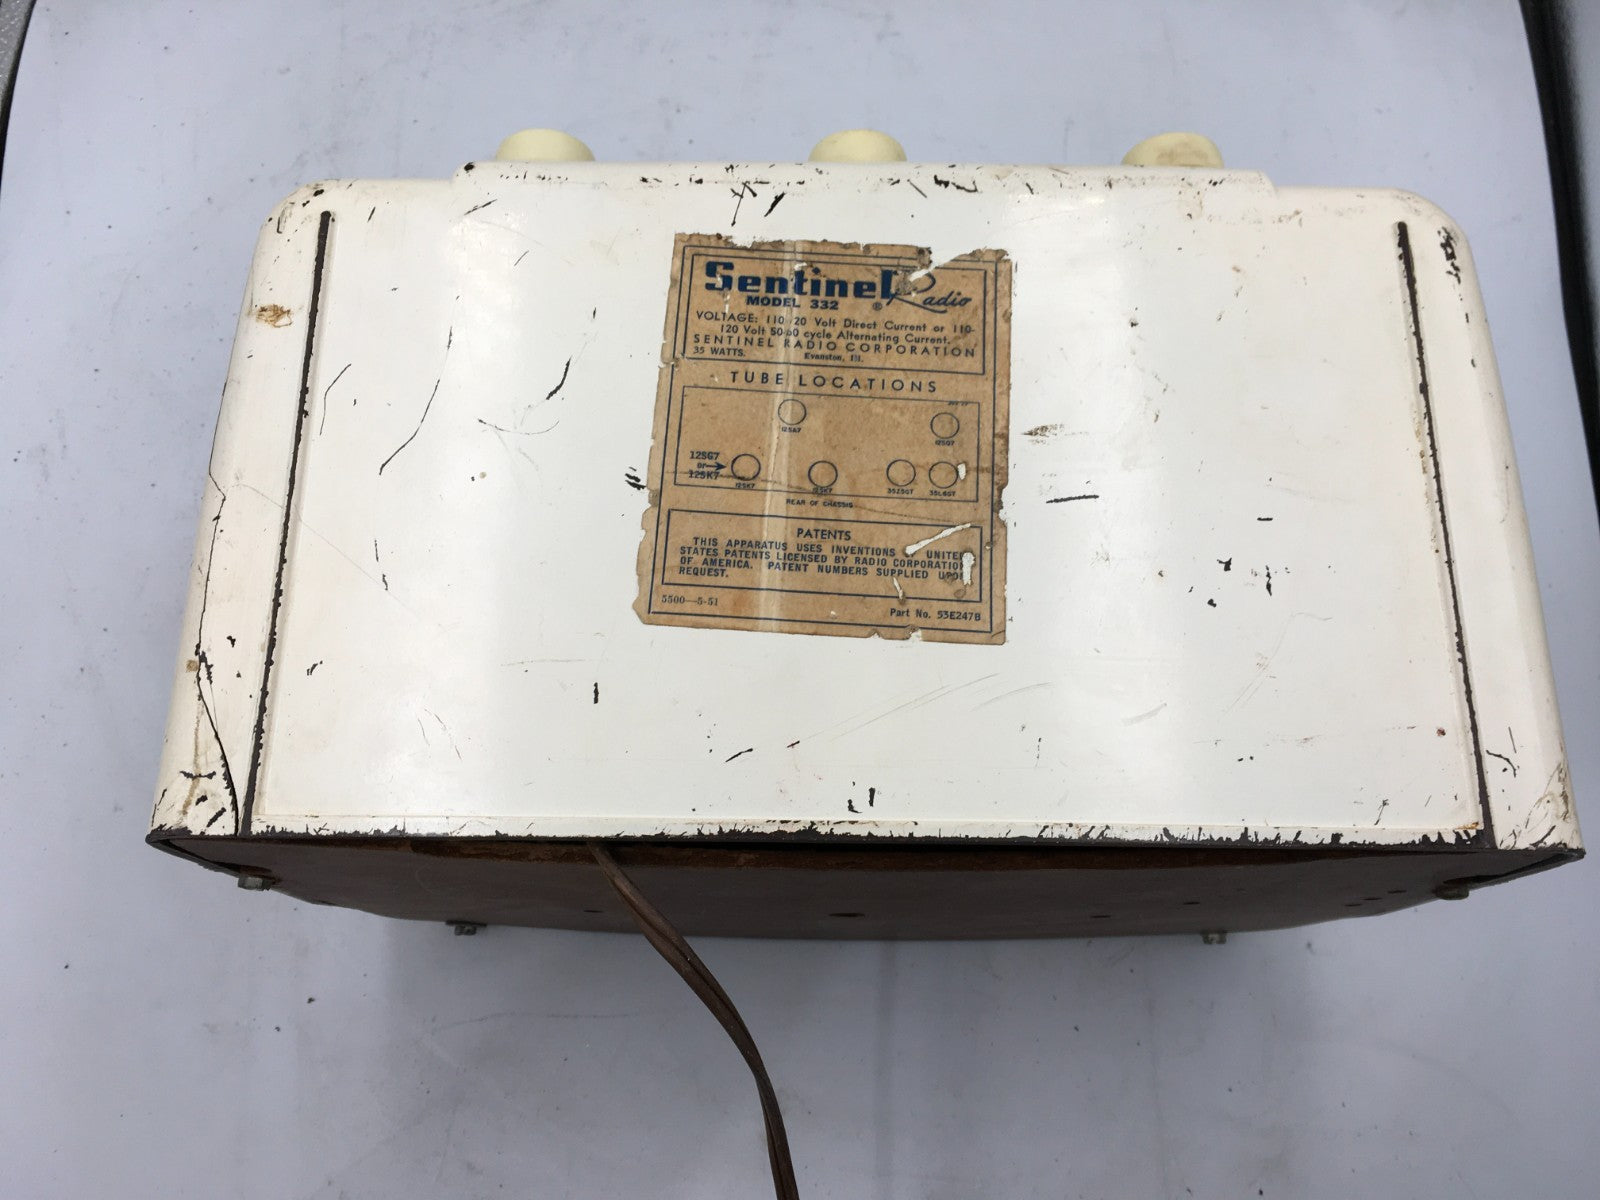 Sentinel Radio
MODEL 332 ®
VOLTAGE: 110-120 Volt Direct Current or 110-
120 Volt 50-60 cycle Alternating Current.
SENTINEL RADIO CORPORATION
35 WATTS. Evanston, Ill.
TUBE LOCATIONS
12SA7
12SQ7
12SG7
or
12SK7
12SK7 12SK7 35Z5GT 35L6GT
REAR OF CHASSIS
PATENTS
THIS APPARATUS USES INVENTIONS OF UNITED
STATES PATENTS LICENSED BY RADIO CORPORATION
OF AMERICA. PATENT NUMBERS SUPPLIED UPON
REQUEST.
5500—5-51 Part No. 53E247B